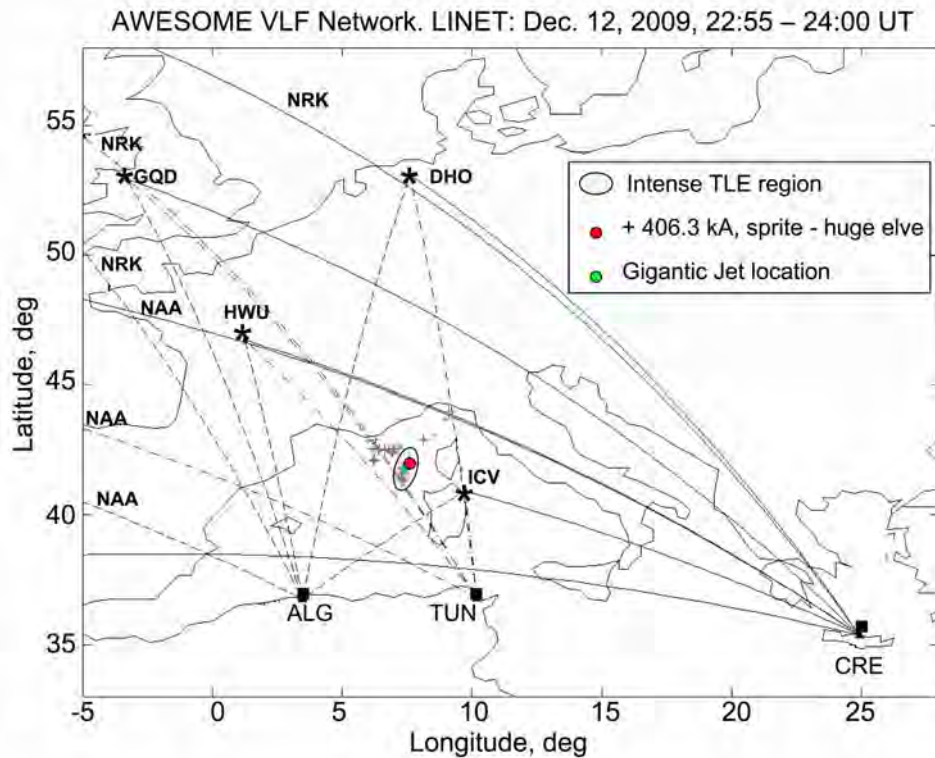 AWESOME VLF Network. LINET: Dec. 12, 2009, 22:55 – 24:00 UT
NRK
NRK
GQD
DHO
Intense TLE region
+ 406.3 kA, sprite - huge elve
Gigantic Jet location
NRK
NAA
HWU
NAA
ICV
NAA
ALG
TUN
CRE
55
50
45
40
35
Latitude, deg
-5
0
5
10
15
20
25
Longitude, deg